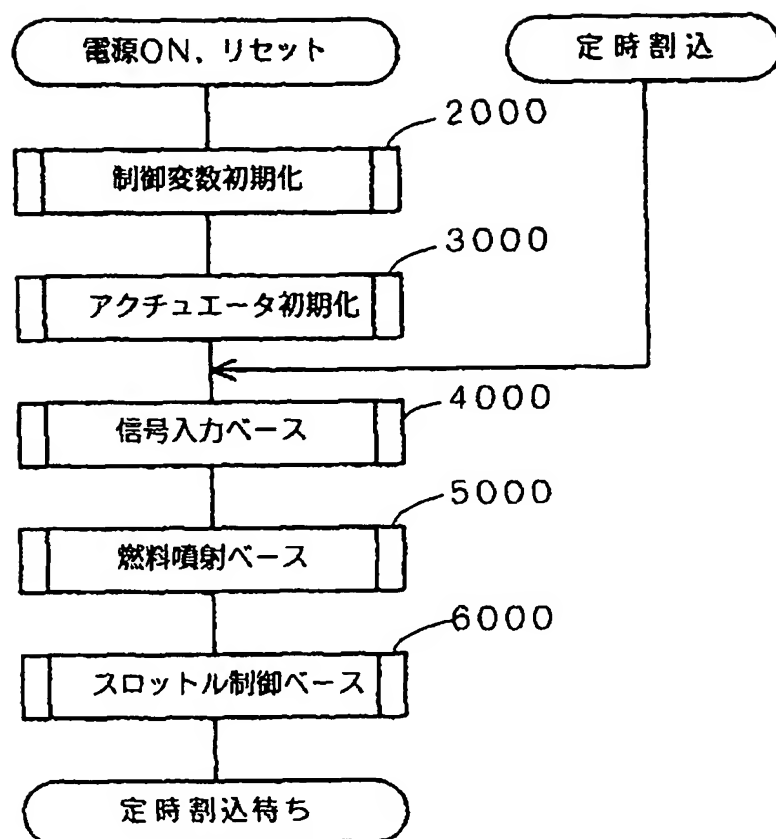 電源ON、リセット
定時割込
2000
制御変数初期化
3000
アクチュエータ初期化
4000
信号入力ベース
5000
燃料噴射ベース
6000
スロットル制御ベース
定時割込待ち